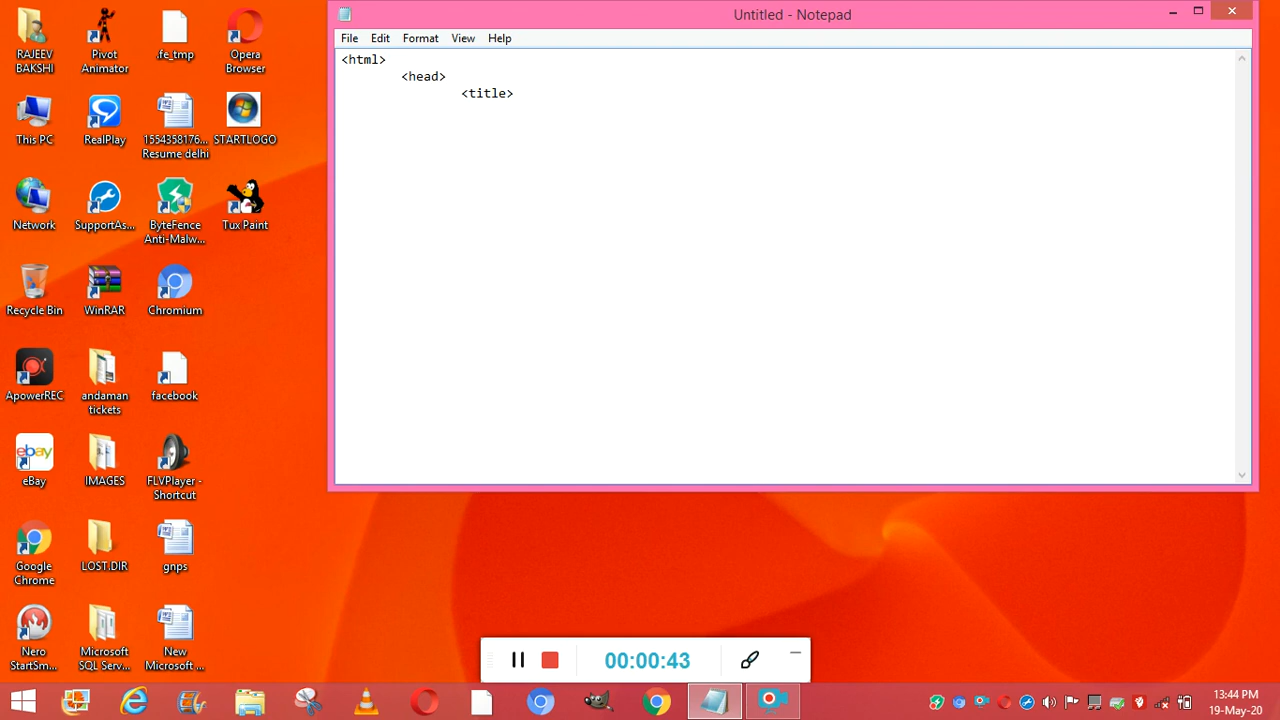 RAJEEV BAKSHI
Pivot Animator
.fe_tmp
Opera Browser
This PC
RealPlay
1554358176... Resume delhi
STARTLOGO
Network
SupportAs...
ByteFence Anti-Malw...
Tux Paint
Recycle Bin
WinRAR
Chromium
ApowerREC
andaman tickets
facebook
eBay
IMAGES
FLVPlayer - Shortcut
Google Chrome
LOST.DIR
gnps
Nero StartSm...
Microsoft SQL Serv...
New Microsoft ...
Untitled - Notepad
File Edit Format View Help
<html>
<head>
<title>
00:00:43
13:44 PM
19-May-20